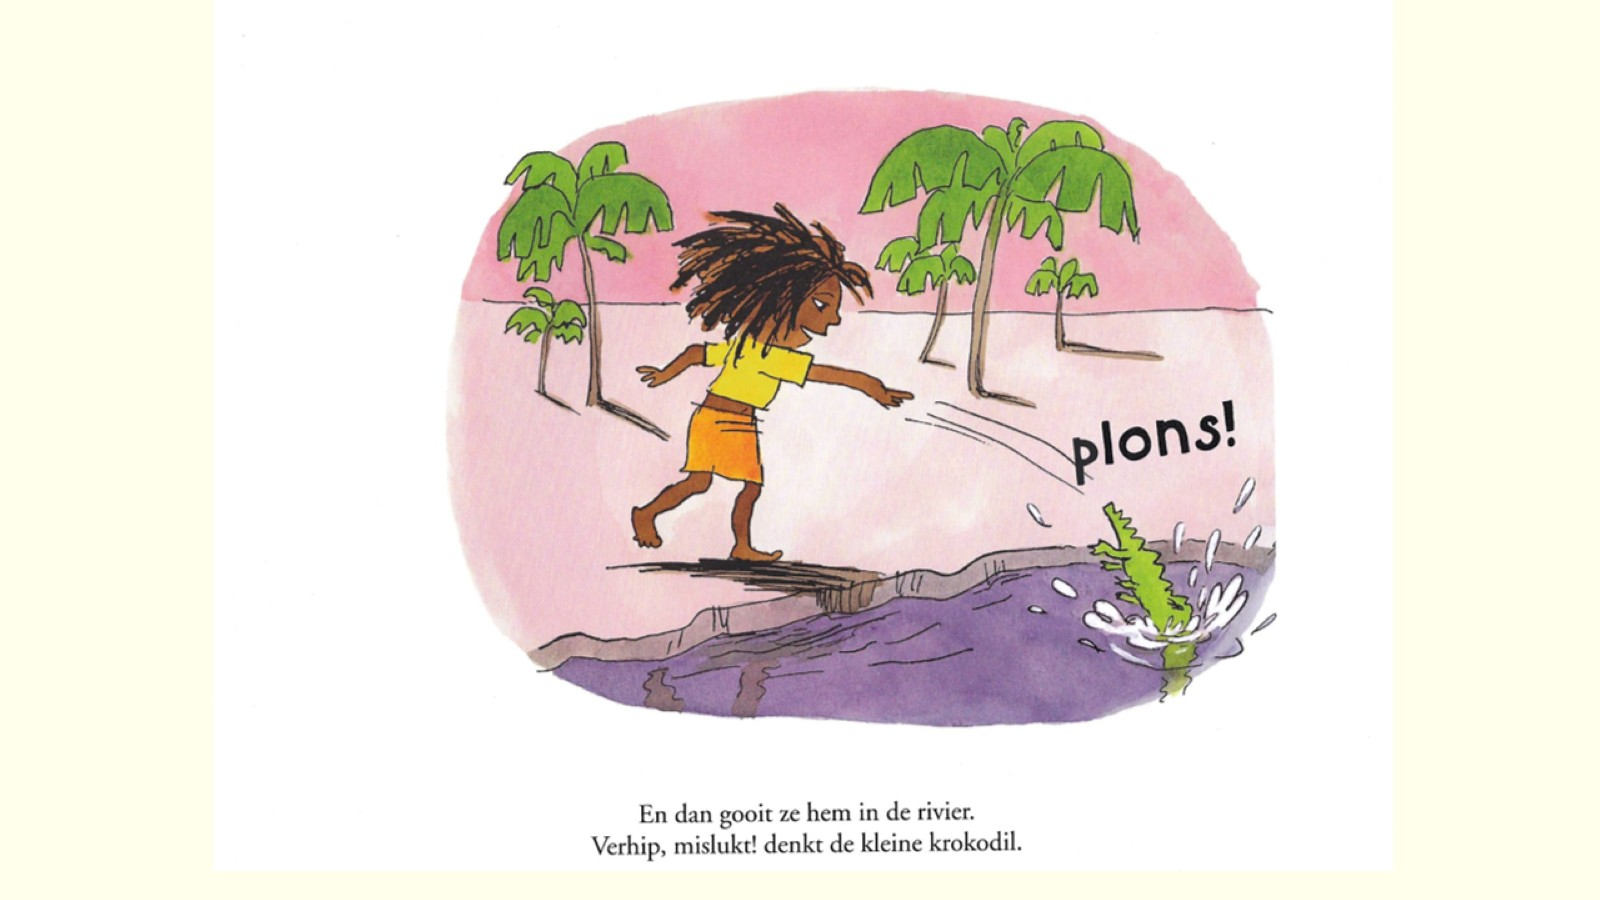 plons!
En dan gooit ze hem in de rivier.
Verhip, mislukt! denkt de kleine krokodil.